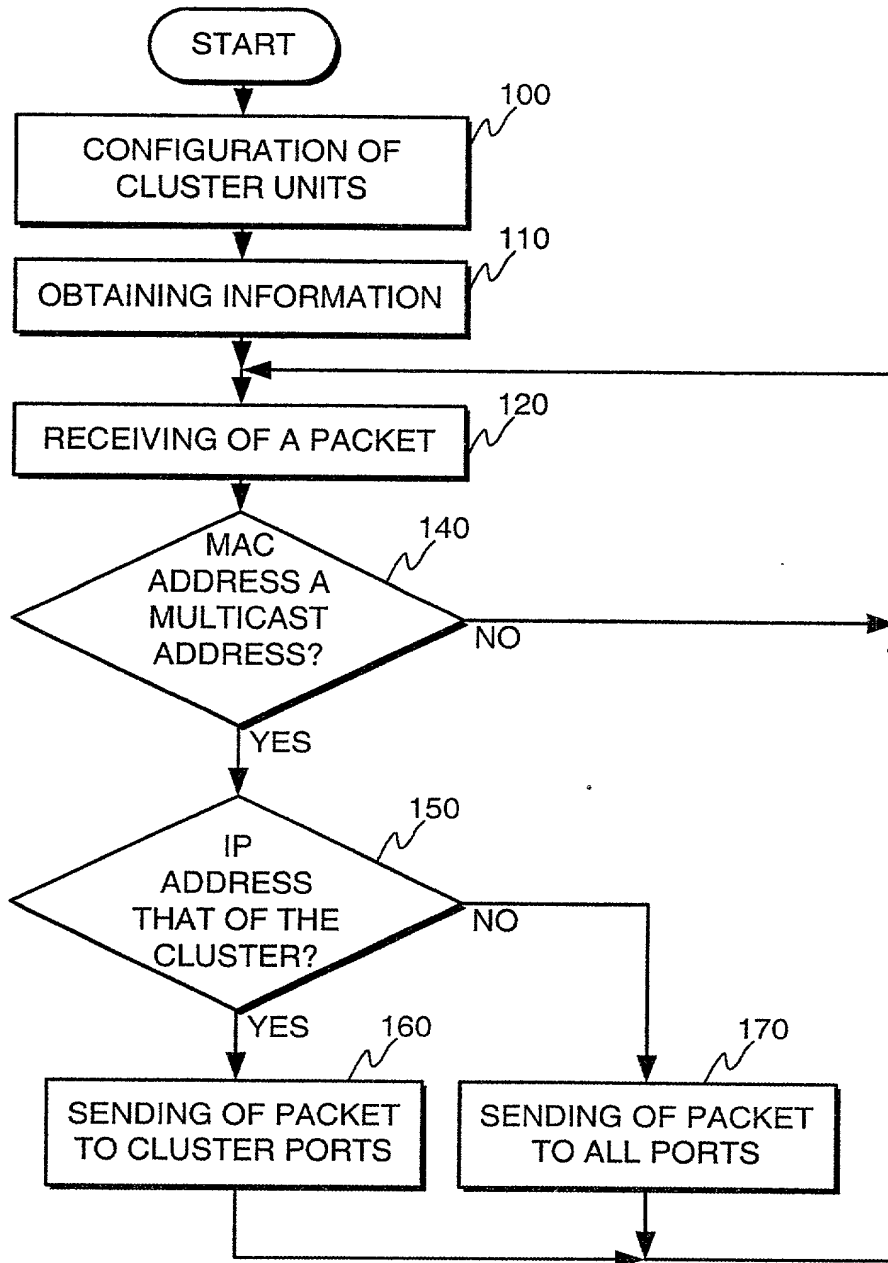 START
100
CONFIGURATION OF
CLUSTER UNITS
110
OBTAINING INFORMATION
120
RECEIVING OF A PACKET
140
MAC
ADDRESS A
MULTICAST
ADDRESS?
NO
YES
150
IP
ADDRESS
THAT OF THE
CLUSTER?
NO
YES
160
SENDING OF PACKET
TO CLUSTER PORTS
170
SENDING OF PACKET
TO ALL PORTS